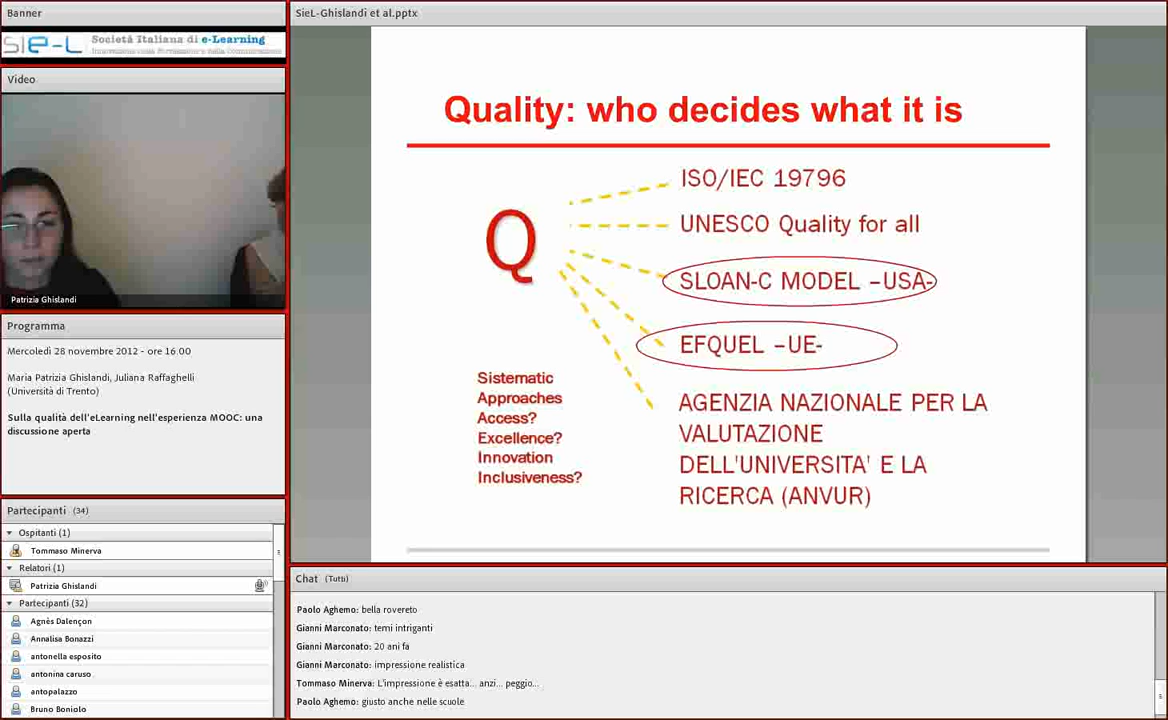 Banner
Sie-L Società Italiana di e-Learning
Video
Patrizia Ghislandi
Programma
Mercoledì 28 novembre 2012 - ore 16:00
Maria Patrizia Ghislandi, Juliana Raffaghelli
(Università di Trento)
Sulla qualità dell'eLearning nell'esperienza MOOC: una
discussione aperta
Partecipanti (34)
Ospitanti (1)
Tommaso Minerva
Relatori (1)
Patrizia Ghislandi
Partecipanti (32)
Agnès Dalençon
Annalisa Bonazzi
antonella esposito
antonina caruso
antopalazzo
Bruno Boniolo
SieL-Ghislandi et al.pptx
Quality: who decides what it is
Q
ISO/IEC 19796
UNESCO Quality for all
SLOAN-C MODEL –USA-
EFQUEL –UE-
AGENZIA NAZIONALE PER LA
VALUTAZIONE
DELL'UNIVERSITA' E LA
RICERCA (ANVUR)
Sistematic
Approaches
Access?
Excellence?
Innovation
Inclusiveness?
Chat (Tutti)
Paolo Aghemo: bella rovereto
Gianni Marconato: temi intriganti
Gianni Marconato: 20 ani fa
Gianni Marconato: impressione realistica
Tommaso Minerva: L'impressione è esatta... anzi... peggio...
Paolo Aghemo: giusto anche nelle scuole